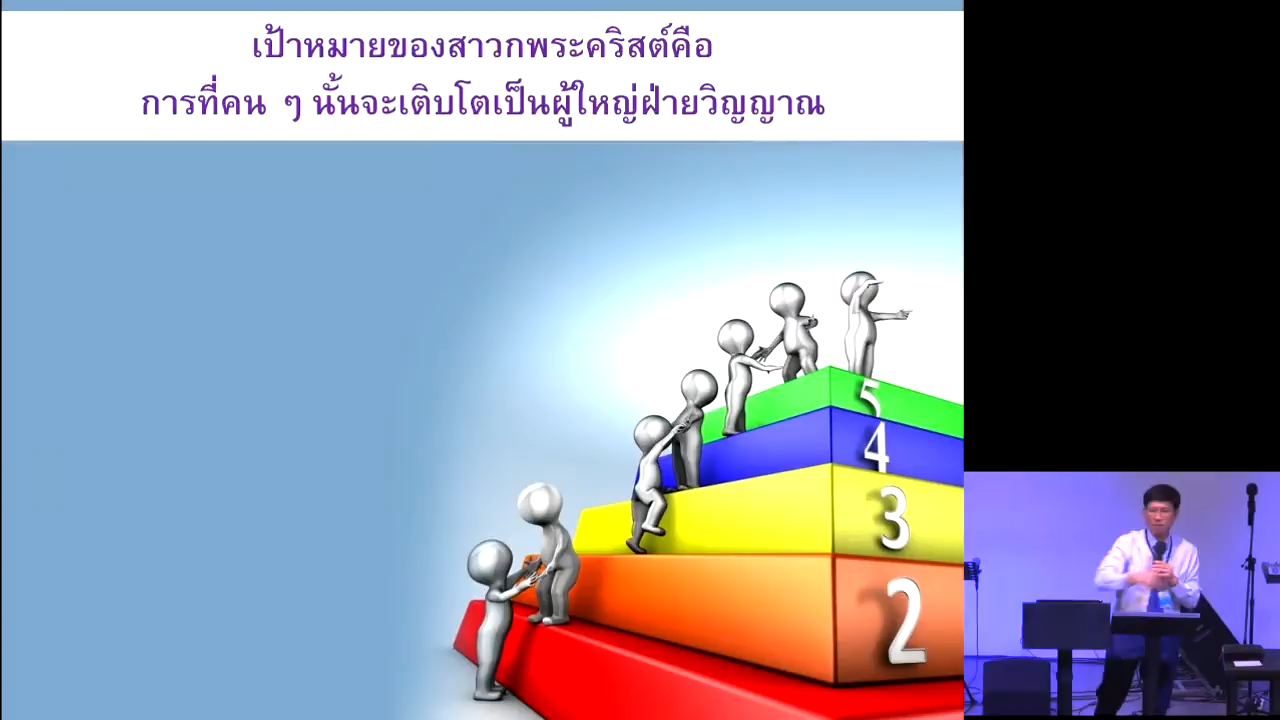 เป้าหมายของสาวกพระคริสต์คือ
การที่คน ๆ นั้นจะเติบโตเป็นผู้ใหญ่ฝ่ายวิญญาณ
5
4
3
2